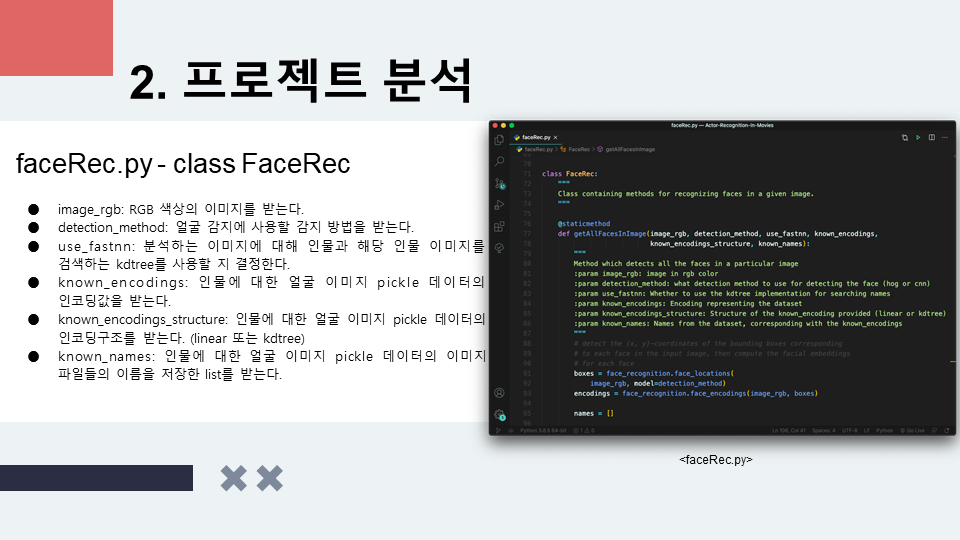 2. 프로젝트 분석
faceRec.py - class FaceRec
● image_rgb: RGB 색상의 이미지를 받는다.
● detection_method: 얼굴 감지에 사용할 감지 방법을 받는다.
● use_fastnn: 분석하는 이미지에 대해 인물과 해당 인물 이미지를
검색하는 kdtree를 사용할 지 결정한다.
● known_encodings: 인물에 대한 얼굴 이미지 pickle 데이터의
인코딩값을 받는다.
● known_encodings_structure: 인물에 대한 얼굴 이미지 pickle 데이터의
인코딩구조를 받는다. (linear 또는 kdtree)
● known_names: 인물에 대한 얼굴 이미지 pickle 데이터의 이미지
파일들의 이름을 저장한 list를 받는다.
faceRec.py — Actor-Recognition-In-Movies
faceRec.py ×
faceRec.py > FaceRec > getAllFacesInImage
70
71 class FaceRec:
72 """
73 Class containing methods for recognizing faces in a given image.
74 """
75
76 @staticmethod
77 def getAllFacesInImage(image_rgb, detection_method, use_fastnn, known_encodings,
78 known_encodings_structure, known_names):
79 """
80 Method which detects all the faces in a particular image
81 :param image_rgb: image in rgb color
82 :param detection_method: what detection method to use for detecting the face (hog or cnn)
83 :param use_fastnn: Whether to use the kdtree implementation for searching names
84 :param known_encodings: Encoding representing the dataset
85 :param known_encodings_structure: Structure of the known_encoding provided (linear or kdtree)
86 :param known_names: Names from the dataset, corresponding with the known_encodings
87 """
88 # detect the (x, y)-coordinates of the bounding boxes corresponding
89 # to each face in the input image, then compute the facial embeddings
90 # for each face
91 boxes = face_recognition.face_locations(
92 image_rgb, model=detection_method)
93 encodings = face_recognition.face_encodings(image_rgb, boxes)
94
95 names = []
96
Python 3.8.5 64-bit 1 0 Ln 106, Col 41 Spaces: 4 UTF-8 LF Python Go Live
<faceRec.py>